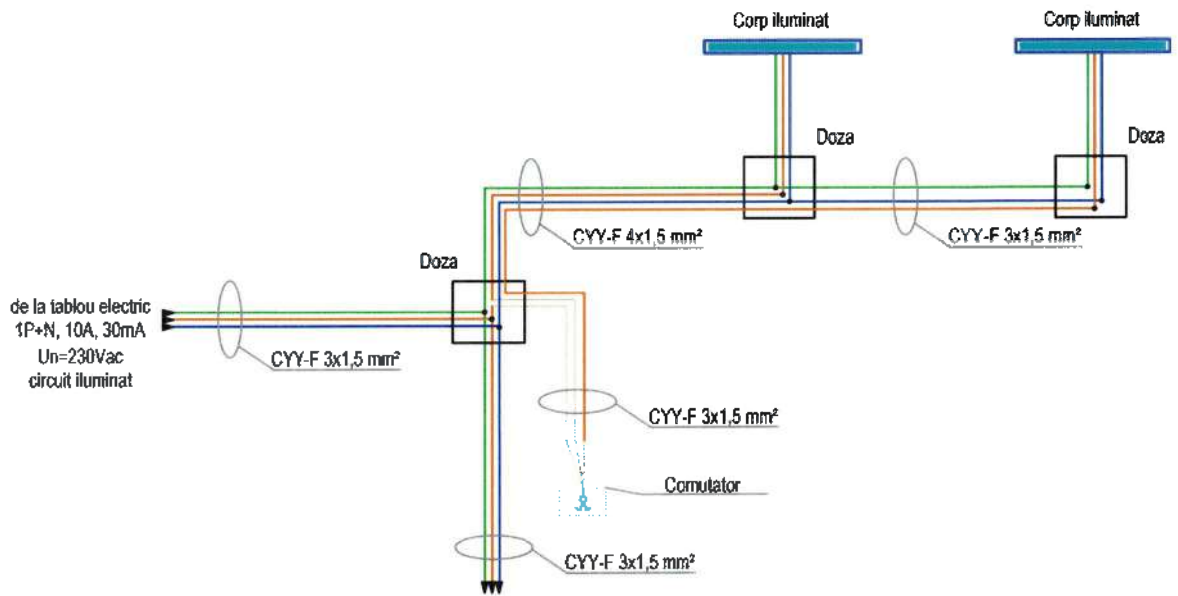 Corp iluminat
Corp iluminat
Doza
Doza
CYY-F 4x1,5 mm²
CYY-F 3x1,5 mm²
Doza
de la tablou electric
1P+N, 10A, 30mA
Un=230Vac
circuit iluminat
CYY-F 3x1,5 mm²
CYY-F 3x1,5 mm²
Comutator
CYY-F 3x1,5 mm²